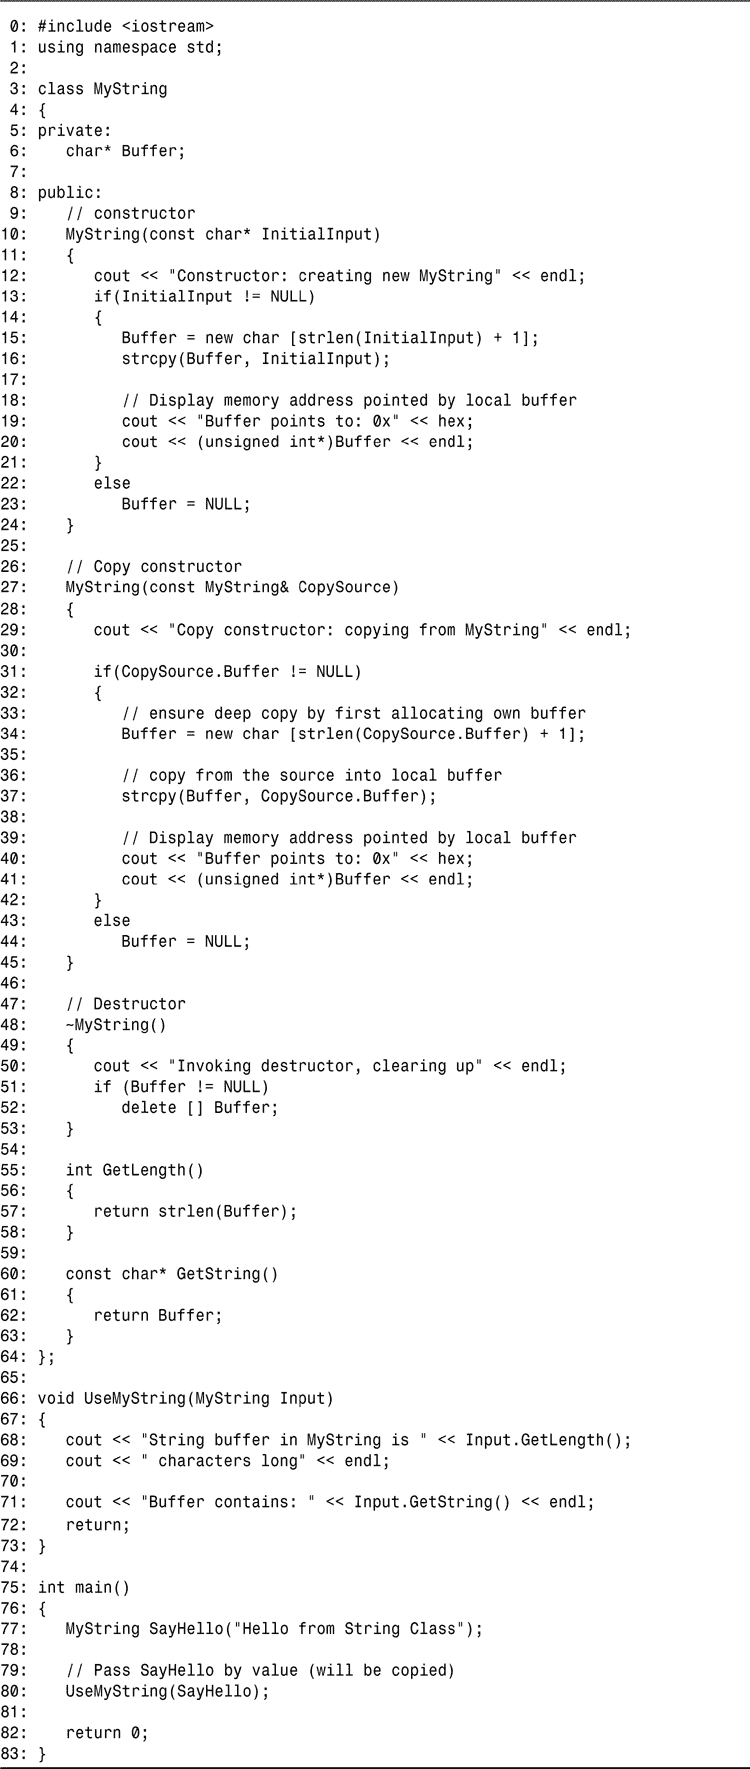 0: #include <iostream>
1: using namespace std;
2:
3: class MyString
4: {
5: private:
6:    char* Buffer;
7:
8: public:
9:    // constructor
10:    MyString(const char* InitialInput)
11:    {
12:       cout << "Constructor: creating new MyString" << endl;
13:       if(InitialInput != NULL)
14:       {
15:          Buffer = new char [strlen(InitialInput) + 1];
16:          strcpy(Buffer, InitialInput);
17:
18:          // Display memory address pointed by local buffer
19:          cout << "Buffer points to: 0x" << hex;
20:          cout << (unsigned int*)Buffer << endl;
21:       }
22:       else
23:          Buffer = NULL;
24:    }
25:
26:    // Copy constructor
27:    MyString(const MyString& CopySource)
28:    {
29:       cout << "Copy constructor: copying from MyString" << endl;
30:
31:       if(CopySource.Buffer != NULL)
32:       {
33:          // ensure deep copy by first allocating own buffer
34:          Buffer = new char [strlen(CopySource.Buffer) + 1];
35:
36:          // copy from the source into local buffer
37:          strcpy(Buffer, CopySource.Buffer);
38:
39:          // Display memory address pointed by local buffer
40:          cout << "Buffer points to: 0x" << hex;
41:          cout << (unsigned int*)Buffer << endl;
42:       }
43:       else
44:          Buffer = NULL;
45:    }
46:
47:    // Destructor
48:    ~MyString()
49:    {
50:       cout << "Invoking destructor, clearing up" << endl;
51:       if (Buffer != NULL)
52:          delete [] Buffer;
53:    }
54:
55:    int GetLength()
56:    {
57:       return strlen(Buffer);
58:    }
59:
60:    const char* GetString()
61:    {
62:       return Buffer;
63:    }
64: };
65:
66: void UseMyString(MyString Input)
67: {
68:    cout << "String buffer in MyString is " << Input.GetLength();
69:    cout << " characters long" << endl;
70:
71:    cout << "Buffer contains: " << Input.GetString() << endl;
72:    return;
73: }
74:
75: int main()
76: {
77:    MyString SayHello("Hello from String Class");
78:
79:    // Pass SayHello by value (will be copied)
80:    UseMyString(SayHello);
81:
82:    return 0;
83: }